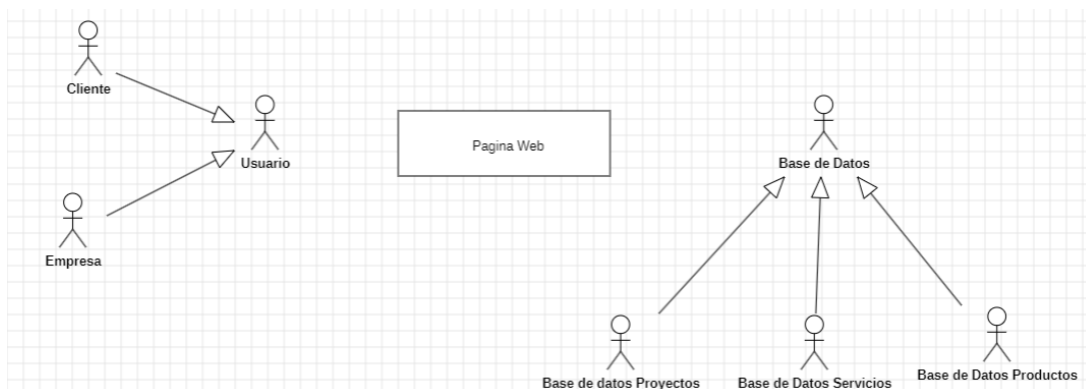 Cliente
Usuario
Pagina Web
Base de Datos
Empresa
Base de datos Proyectos
Base de Datos Servicios
Base de Datos Productos